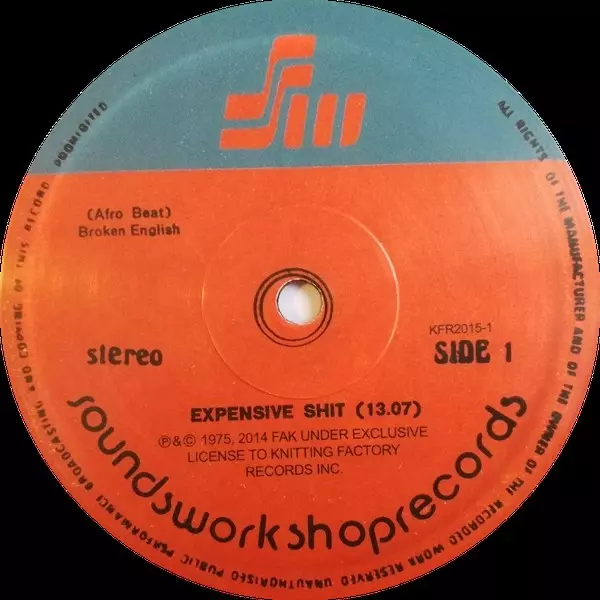 (Afro Beat)
Broken English
KFR2015-1
stereo
SIDE 1
EXPENSIVE SHIT (13.07)
℗&© 1975, 2014 FAK UNDER EXCLUSIVE
LICENSE TO KNITTING FACTORY
RECORDS INC.
soundsworkshoprecords
ALL RIGHTS OF THE MANUFACTURER AND OF THE OWNER OF THE RECORDED WORK RESERVED UNAUTHORISED PUBLIC PERFORMANCE BROADCASTING AND COPYING OF THIS RECORD PROHIBITED